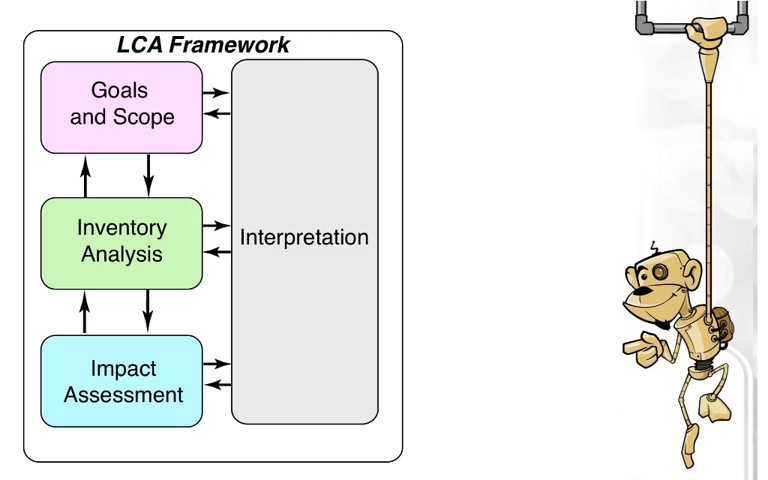 LCA Framework
Goals
and Scope
Inventory
Analysis
Interpretation
Impact
Assessment